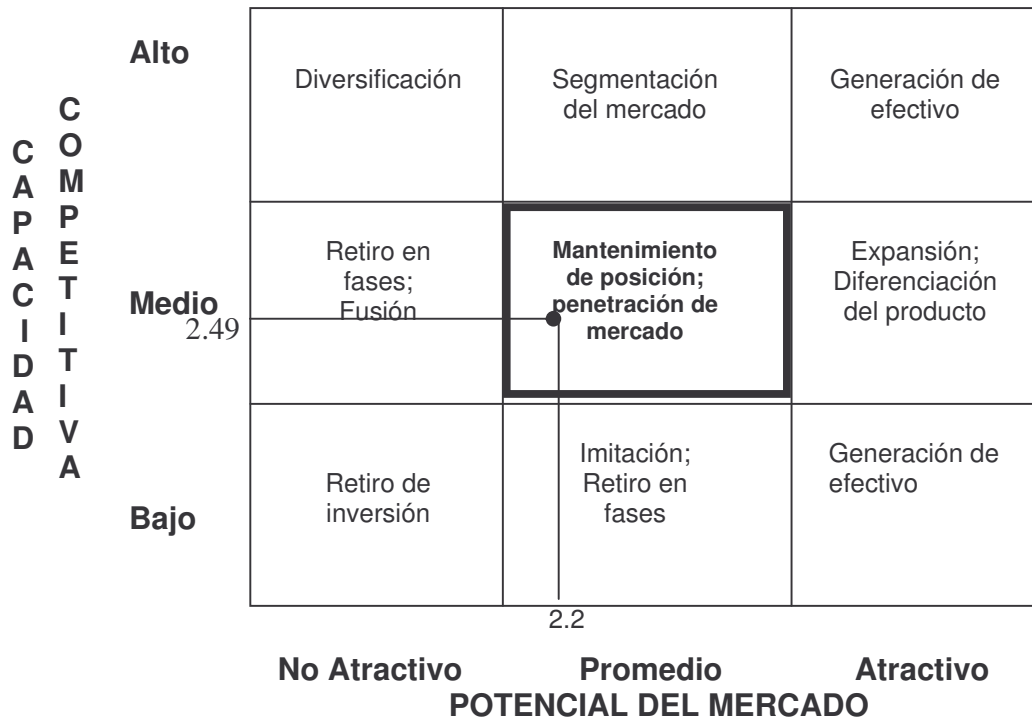 CAPACIDAD
COMPETITIVA
Alto
Diversificación
Segmentación
del mercado
Generación de
efectivo
Medio
2.49
Retiro en
fases;
Fusión
Mantenimiento
de posición;
penetración de
mercado
Expansión;
Diferenciación
del producto
Bajo
Retiro de
inversión
Imitación;
Retiro en
fases
Generación de
efectivo
2.2
No Atractivo
Promedio
Atractivo
POTENCIAL DEL MERCADO